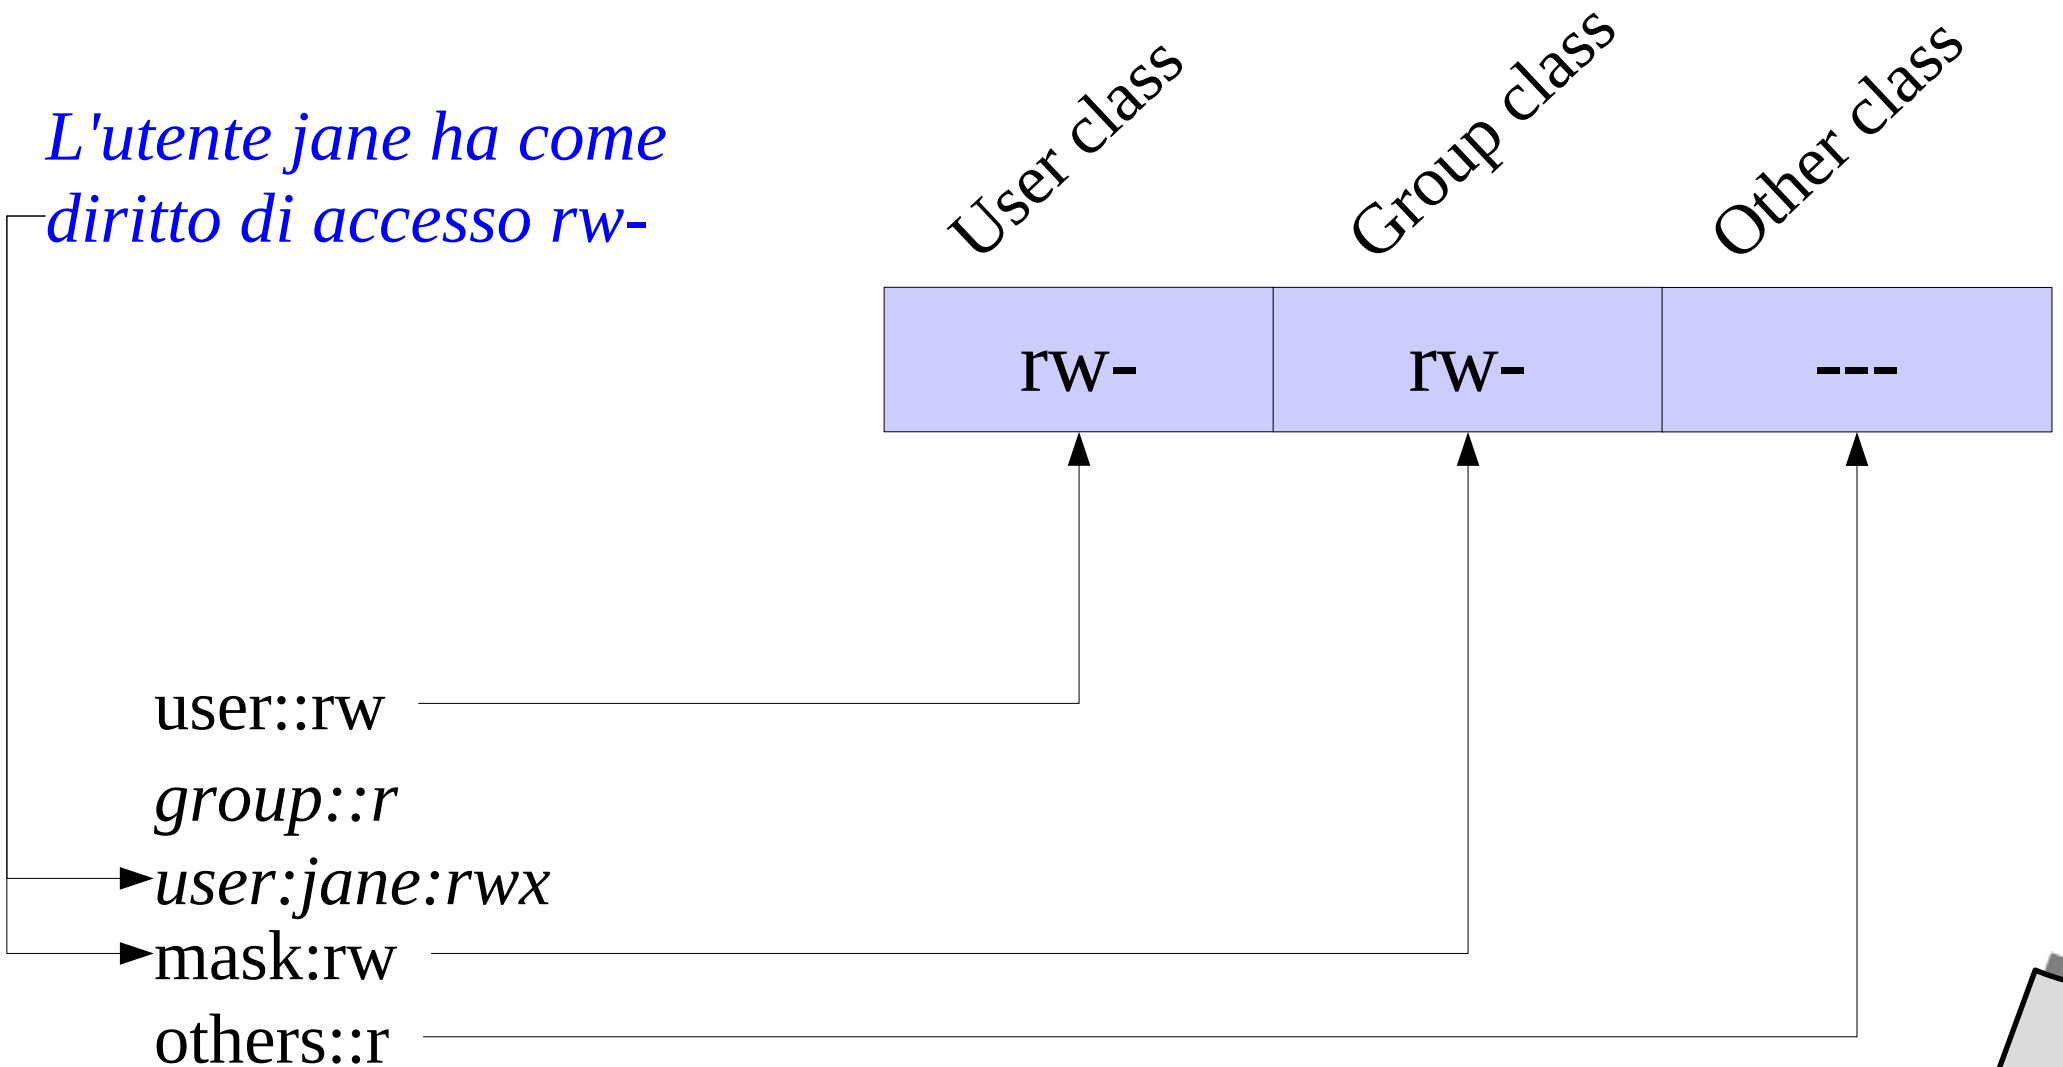 L'utente jane ha come
diritto di accesso rw-
User class
Group class
Other class
rw-
rw-
---
user::rw
group::r
user:jane:rwx
mask:rw
others::r